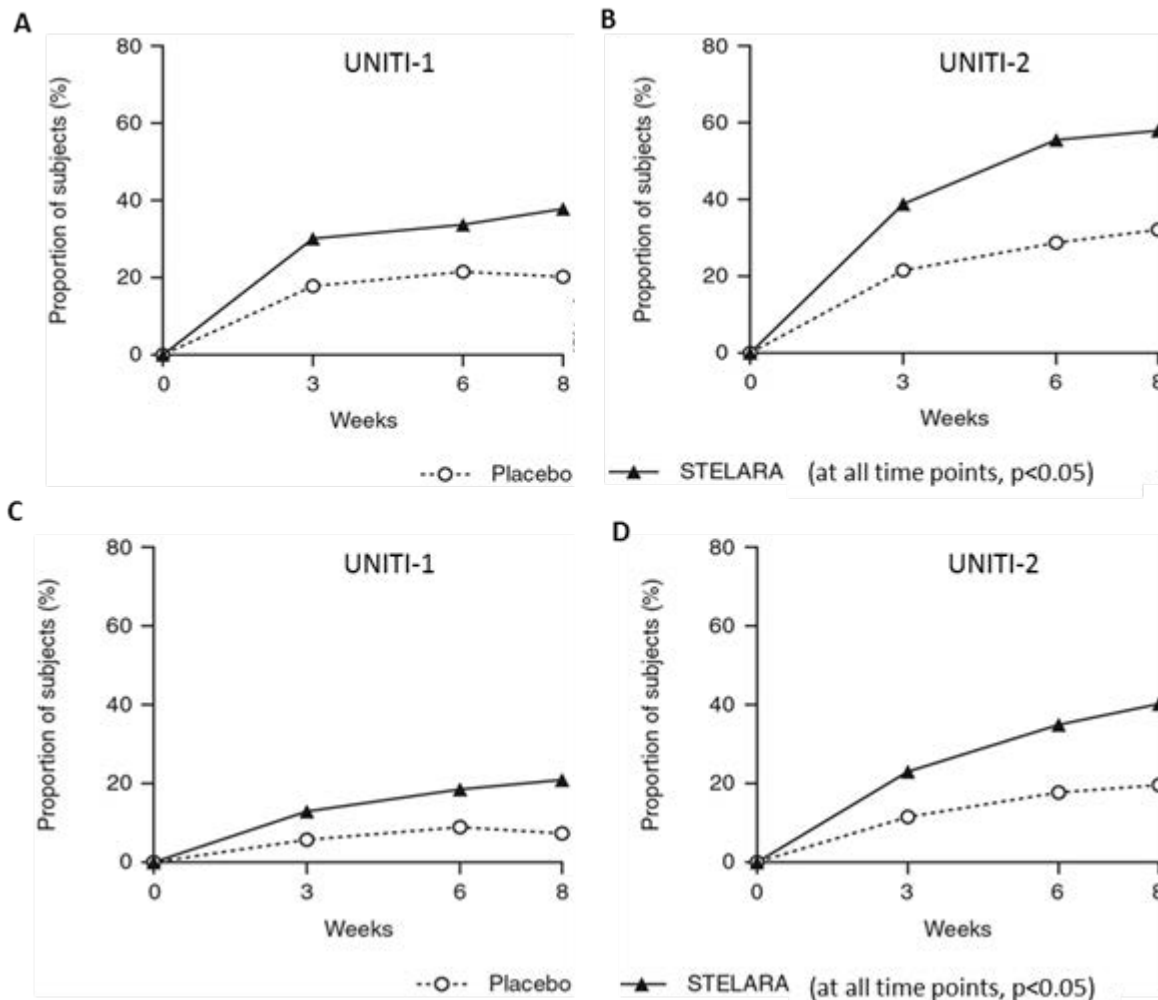 A
UNITI-1
Proportion of subjects (%)
80
60
40
20
0
0 3 6 8
Weeks
B
UNITI-2
Proportion of subjects (%)
80
60
40
20
0
0 3 6 8
Weeks
Placebo STELARA (at all time points, p<0.05)
C
UNITI-1
Proportion of subjects (%)
80
60
40
20
0
0 3 6 8
Weeks
D
UNITI-2
Proportion of subjects (%)
80
60
40
20
0
0 3 6 8
Weeks
Placebo STELARA (at all time points, p<0.05)